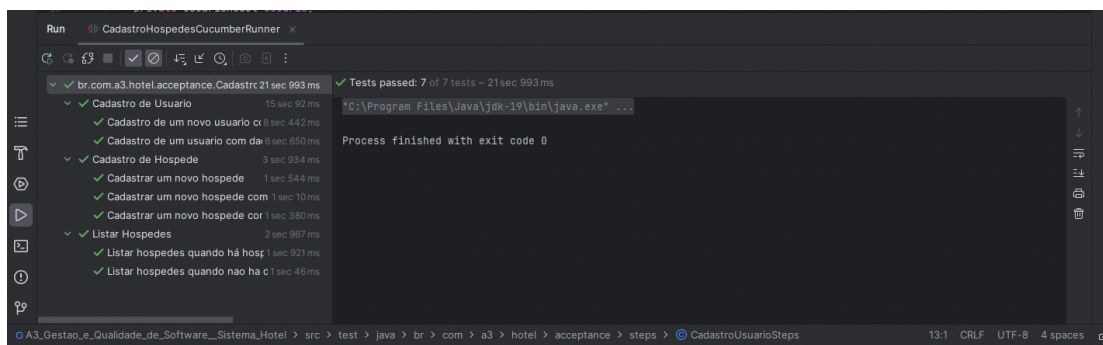 Run CadastroHospedesCucumberRunner ×
br.com.a3.hotel.acceptance.Cadastrc 21 sec 993 ms
Tests passed: 7 of 7 tests – 21 sec 993 ms
Cadastro de Usuario 15 sec 92 ms
"C:\Program Files\Java\jdk-19\bin\java.exe" ...
Cadastro de um novo usuario cc 8 sec 442 ms
Cadastro de um usuario com da 6 sec 650 ms
Process finished with exit code 0
Cadastro de Hospede 3 sec 934 ms
Cadastrar um novo hospede 1 sec 544 ms
Cadastrar um novo hospede com 1 sec 10 ms
Cadastrar um novo hospede cor 1 sec 380 ms
Listar Hospedes 2 sec 967 ms
Listar hospedes quando há hosp 1 sec 921 ms
Listar hospedes quando nao ha c 1 sec 46 ms
A3_Gestao_e_Qualidade_de_Software__Sistema_Hotel > src > test > java > br > com > a3 > hotel > acceptance > steps > CadastroUsuarioSteps 13:1 CRLF UTF-8 4 spaces